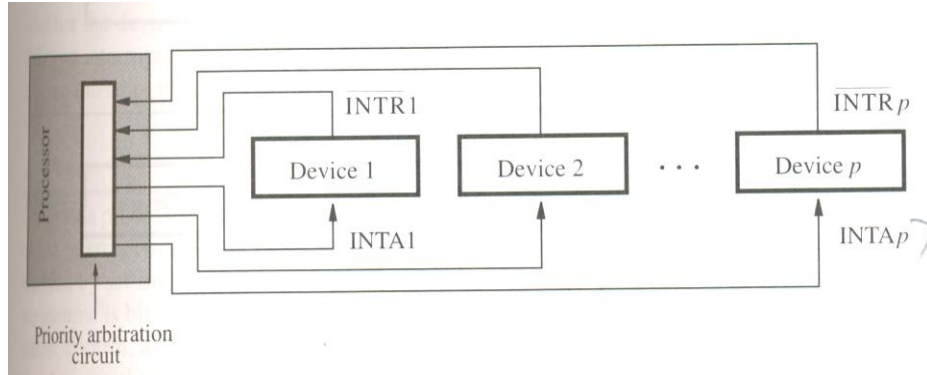 Processor
INTR1
INTRp
Device 1
Device 2
. . .
Device p
INTA1
INTAp
Priority arbitration
circuit